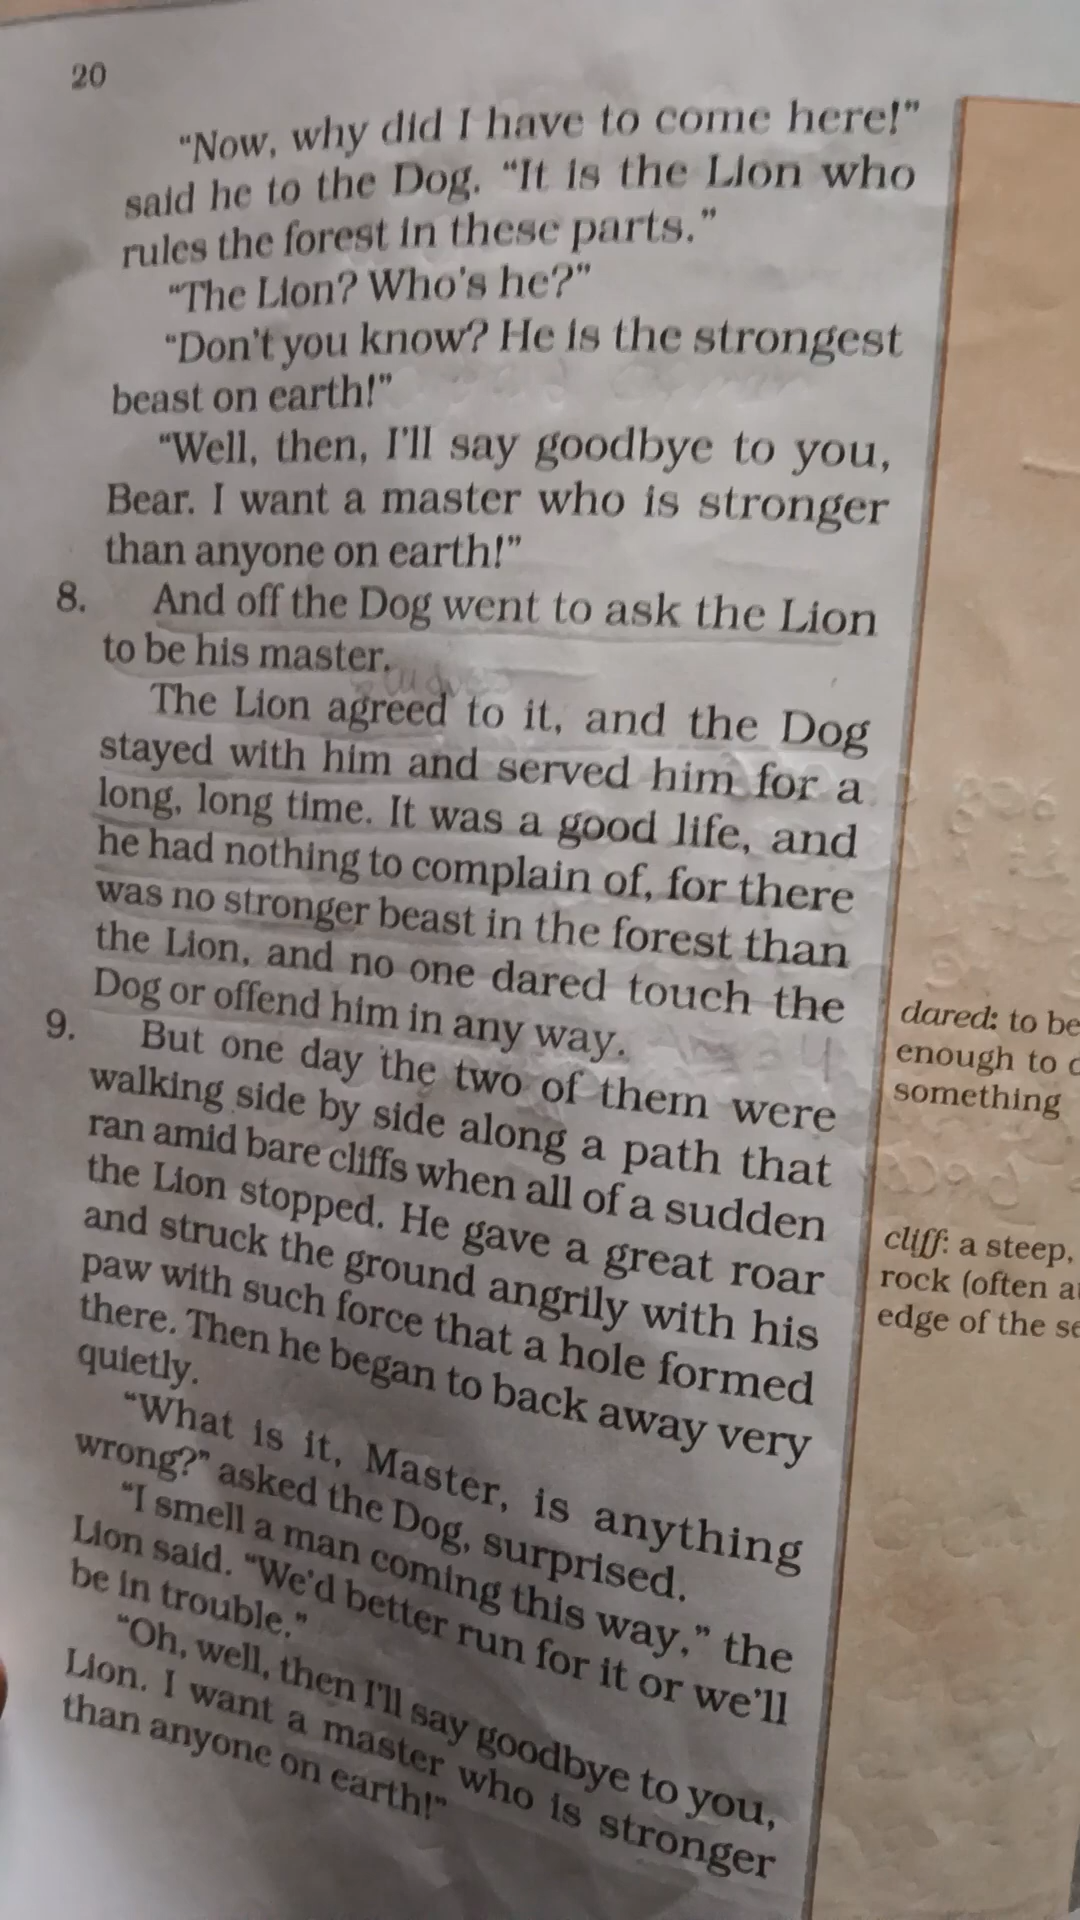 20
“Now, why did I have to come here!”
said he to the Dog. “It is the Lion who
rules the forest in these parts.”
“The Lion? Who's he?”
“Don't you know? He is the strongest
beast on earth!”
“Well, then, I'll say goodbye to you,
Bear. I want a master who is stronger
than anyone on earth!”
8. And off the Dog went to ask the Lion
to be his master.
The Lion agreed to it, and the Dog
stayed with him and served him for a
long, long time. It was a good life, and
he had nothing to complain of, for there
was no stronger beast in the forest than
the Lion, and no one dared touch the
Dog or offend him in any way.
9. But one day the two of them were
walking side by side along a path that
ran amid bare cliffs when all of a sudden
the Lion stopped. He gave a great roar
and struck the ground angrily with his
paw with such force that a hole formed
there. Then he began to back away very
quietly.
“What is it, Master, is anything
wrong?” asked the Dog, surprised.
“I smell a man coming this way,” the
Lion said. “We'd better run for it or we'll
be in trouble.”
“Oh, well, then I'll say goodbye to you,
Lion. I want a master who is stronger
than anyone on earth!”
dared: to be
enough to
something
cliff: a steep,
rock (often
edge of the